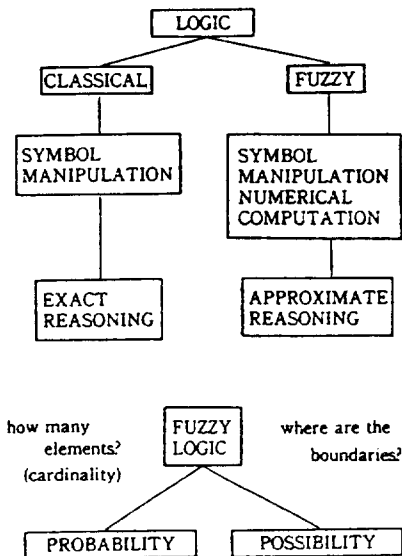 LOGIC
CLASSICAL
FUZZY
SYMBOL
MANIPULATION
SYMBOL
MANIPULATION
NUMERICAL
COMPUTATION
EXACT
REASONING
APPROXIMATE
REASONING
how many
elements?
(cardinality)
FUZZY
LOGIC
where are the
boundaries?
PROBABILITY
POSSIBILITY